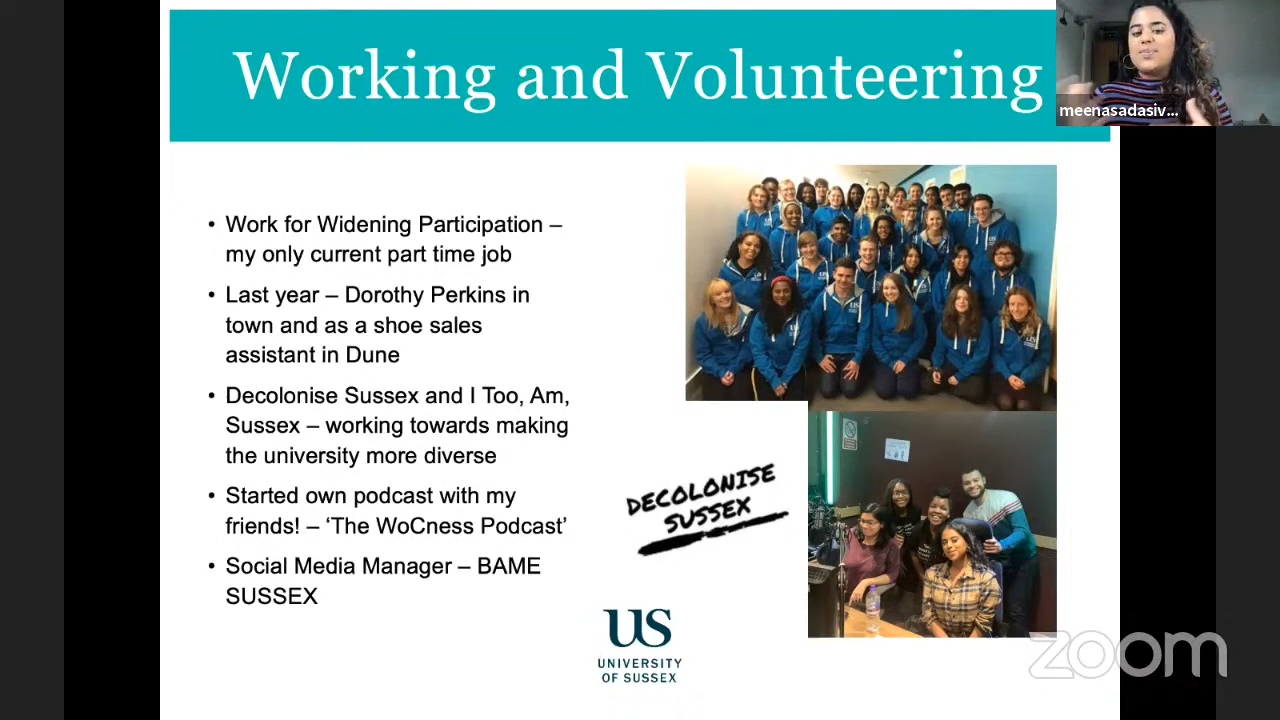 Working and Volunteering
meenasadasiv...
• Work for Widening Participation –
my only current part time job
• Last year – Dorothy Perkins in
town and as a shoe sales
assistant in Dune
• Decolonise Sussex and I Too, Am,
Sussex – working towards making
the university more diverse
• Started own podcast with my
friends! – ‘The WoCness Podcast’
• Social Media Manager – BAME
SUSSEX
DECOLONISE
SUSSEX
US
UNIVERSITY
OF SUSSEX
zoom